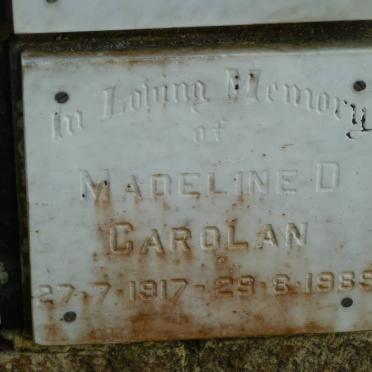 In Loving Memory
of
MADELINE D
CAROLAN
27·7·1917 - 29·8·1985